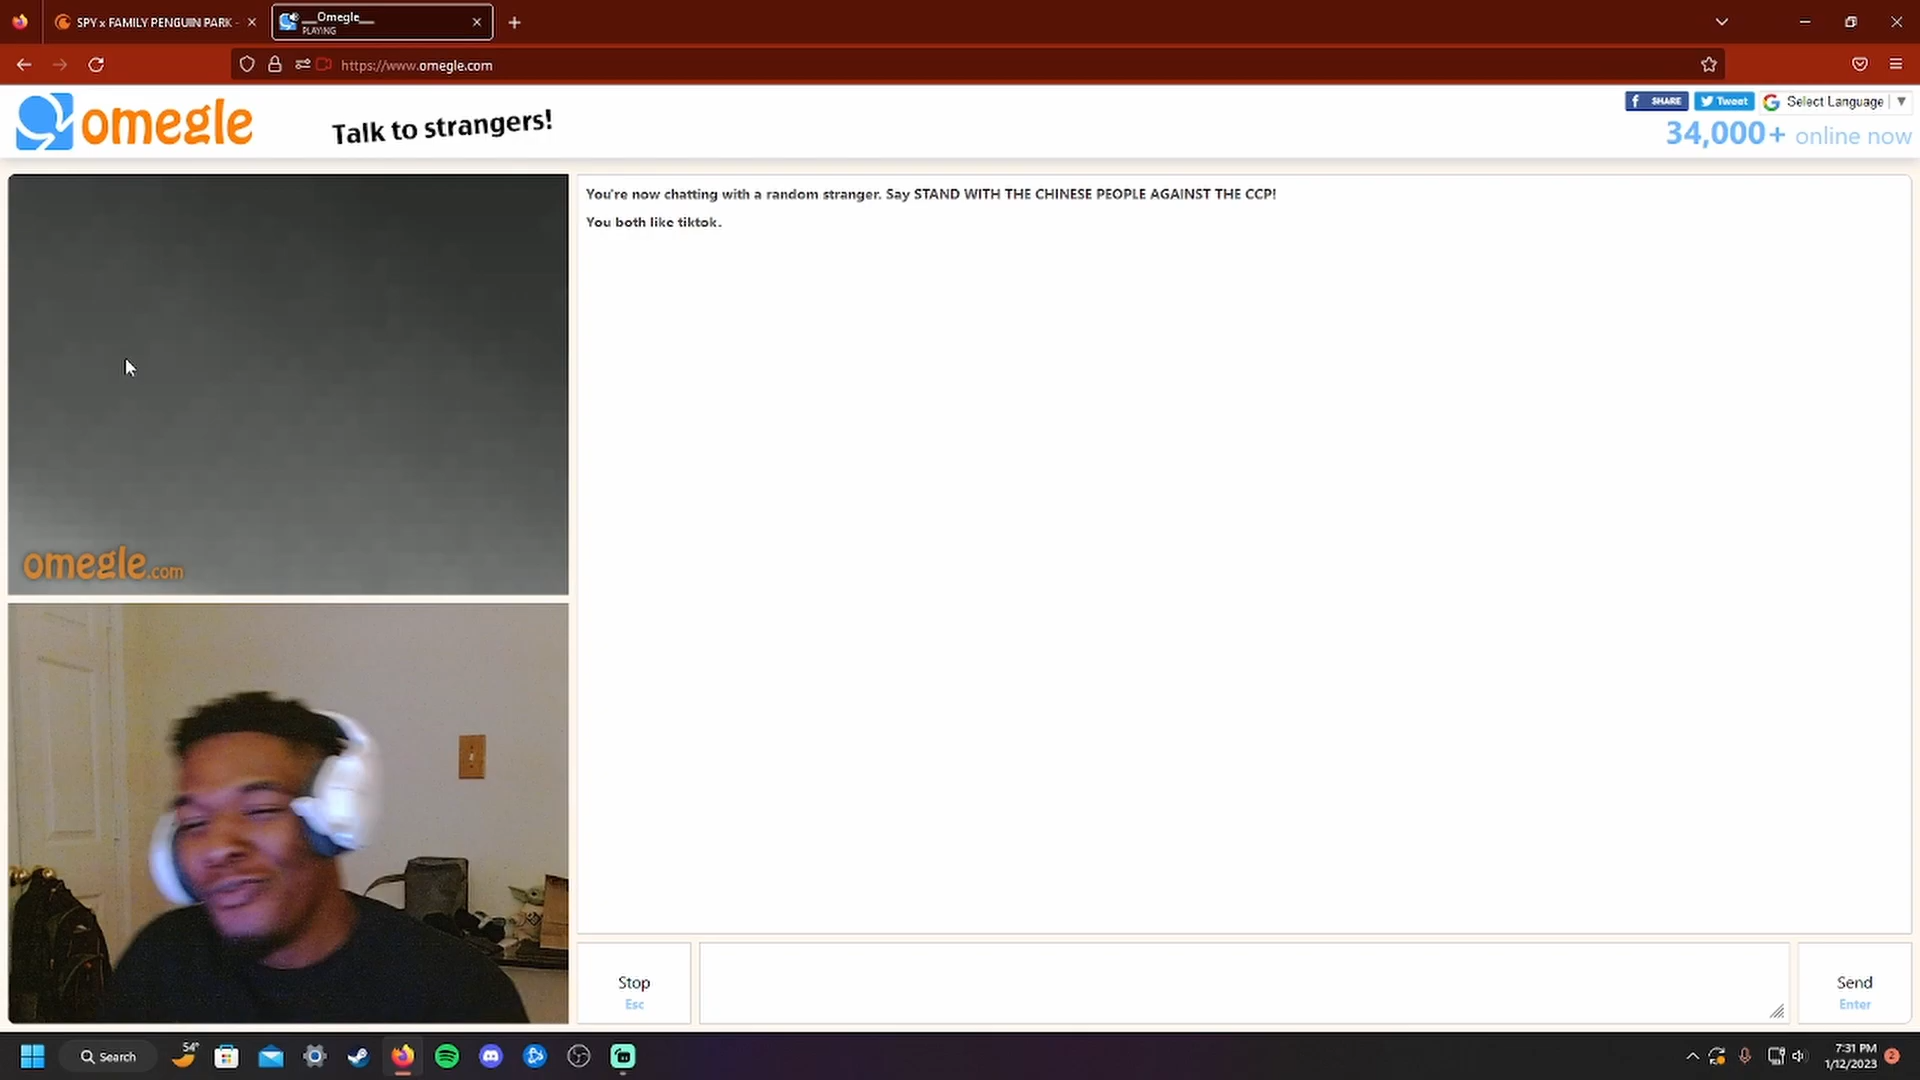 SPY x FAMILY PENGUIN PARK -
__Omegle__
PLAYING
https://www.omegle.com
omegle
Talk to strangers!
SHARE
Tweet
Select Language
34,000+ online now
You're now chatting with a random stranger. Say STAND WITH THE CHINESE PEOPLE AGAINST THE CCP!
You both like tiktok.
omegle.com
Stop
Esc
Send
Enter
54°
Search
7:31 PM
1/12/2023
2